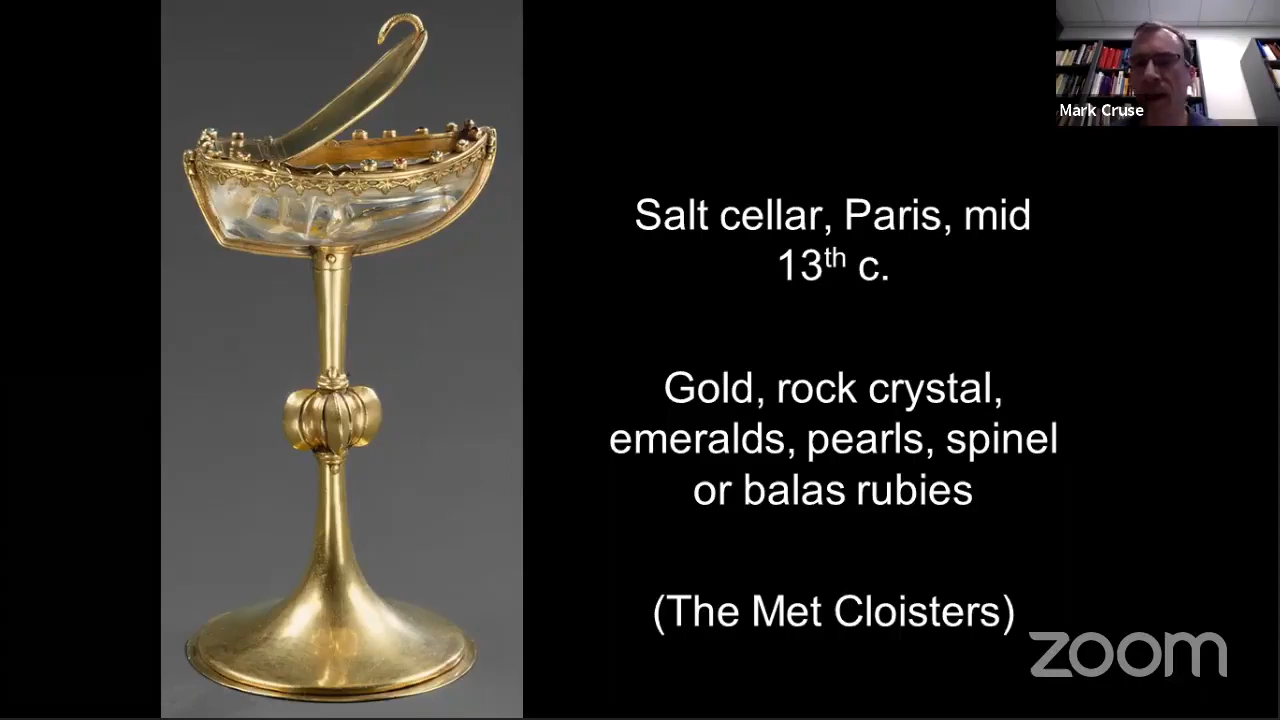 Mark Cruse
Salt cellar, Paris, mid
13th c.
Gold, rock crystal,
emeralds, pearls, spinel
or balas rubies
(The Met Cloisters)
zoom